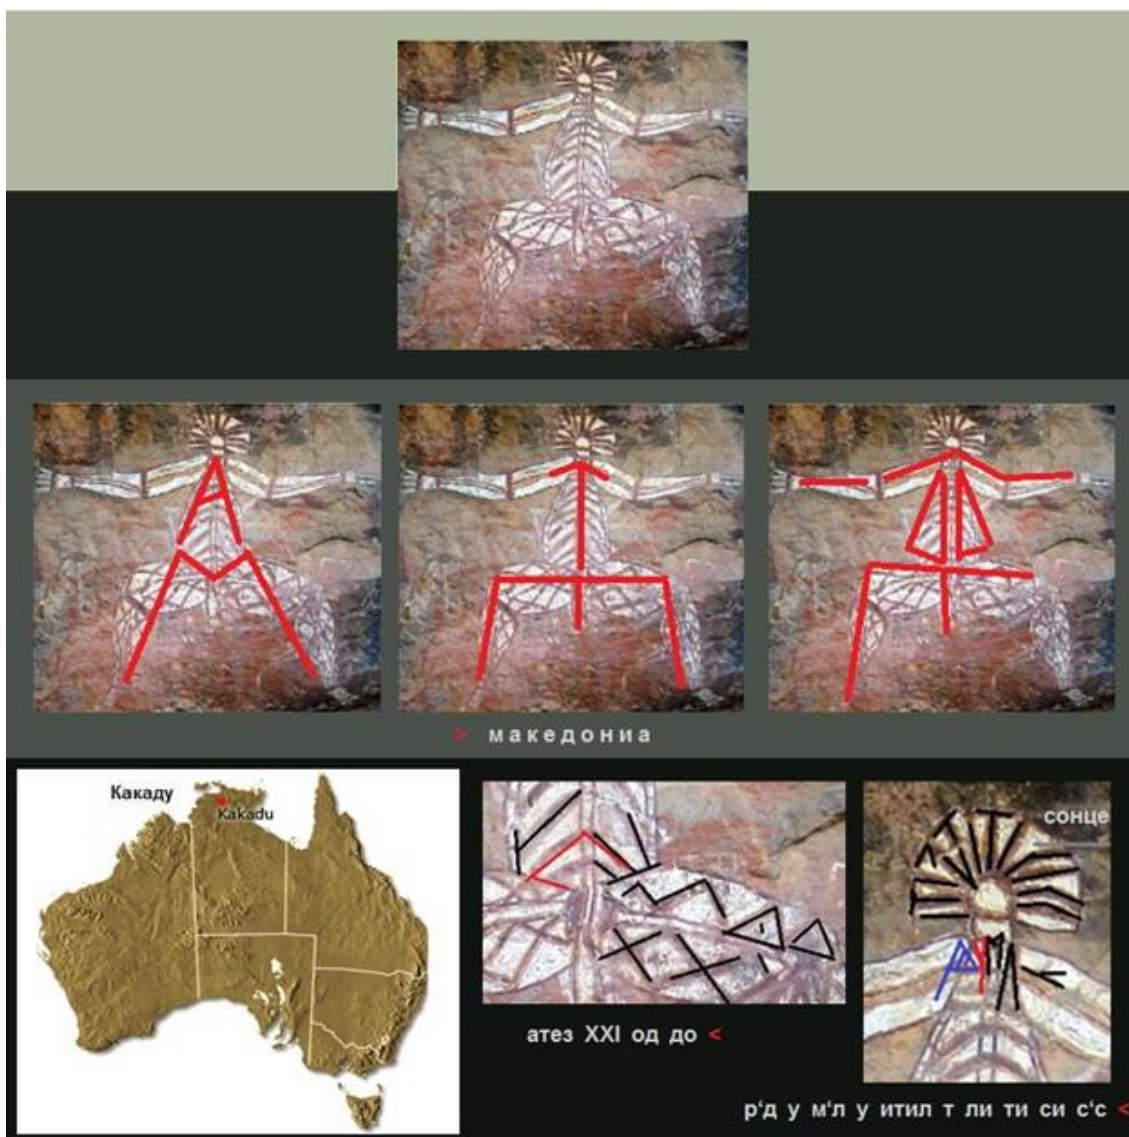 > македониа
Какаду
Kakadu
сонце
атез XXI од до <
р‘д у м‘л у итил т ли ти си с‘с <